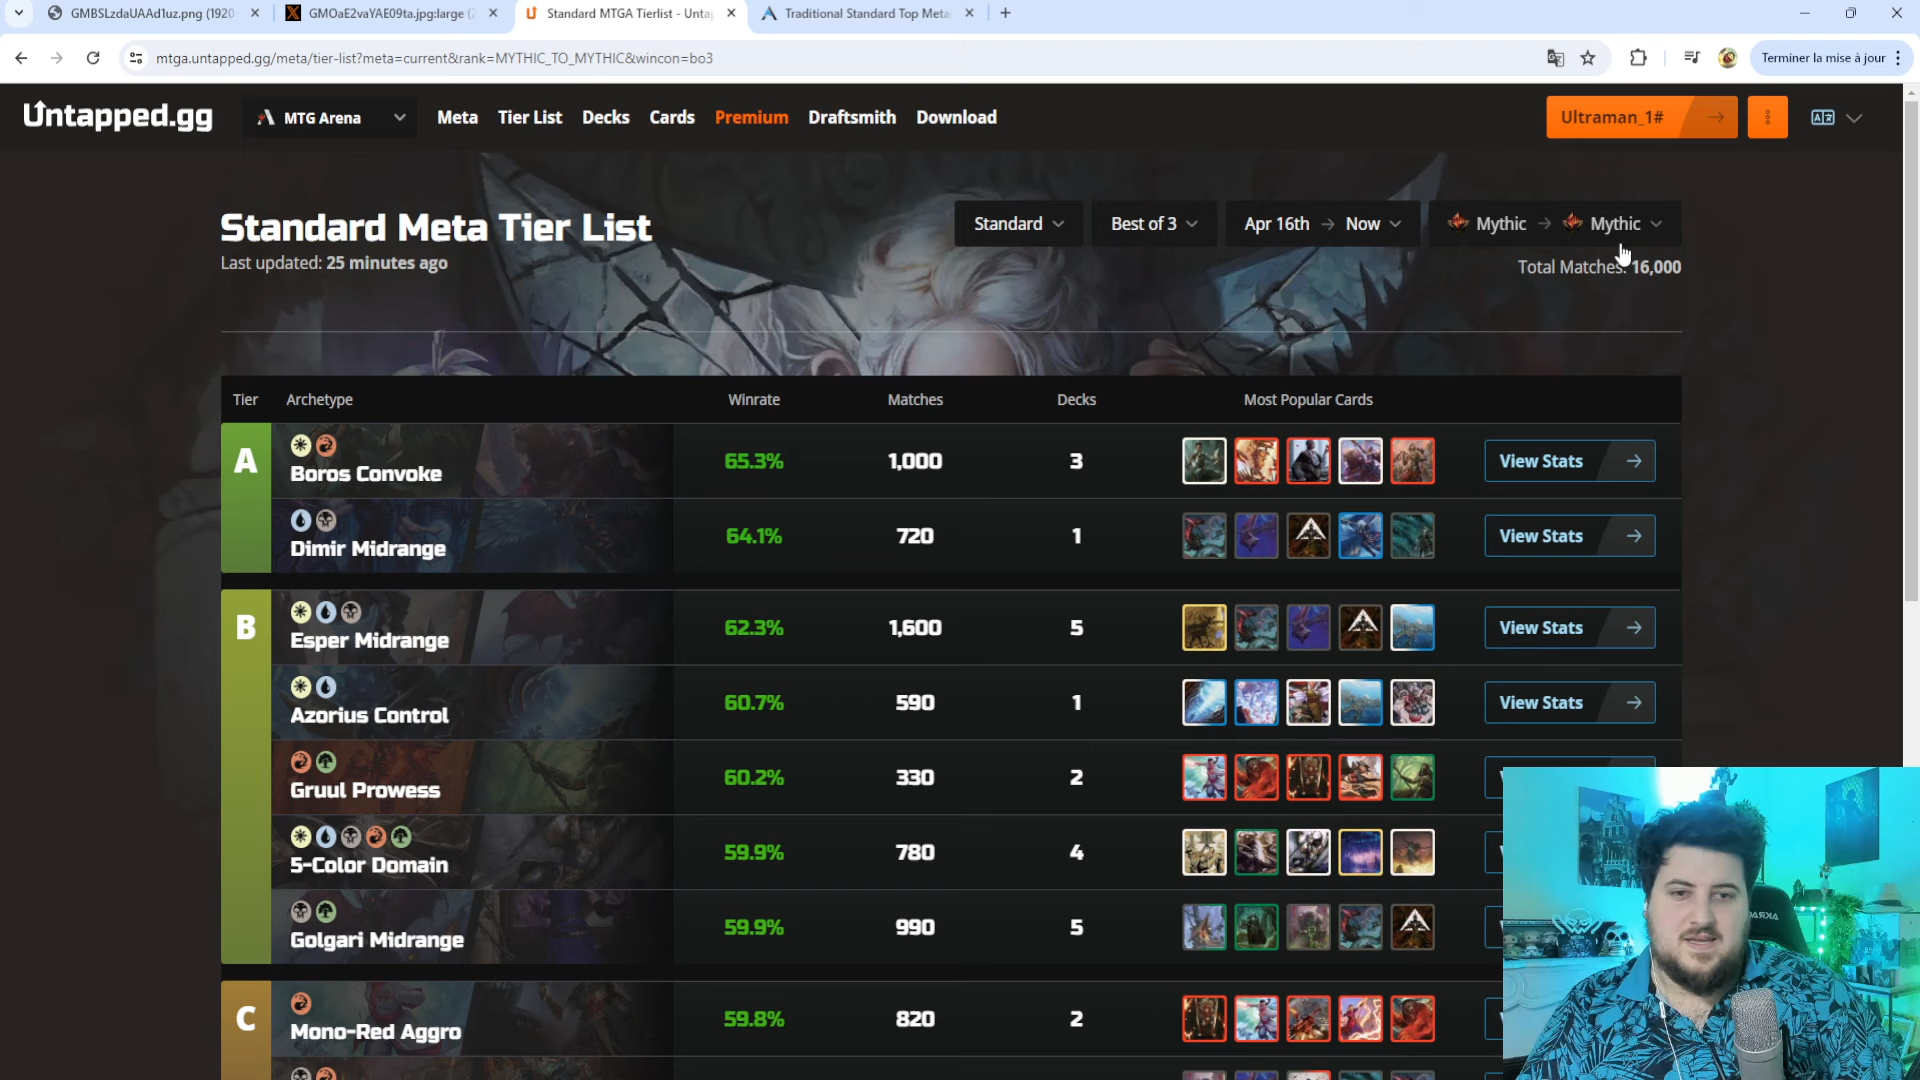 GMBSLzdaUAAd1uz.png (1920
GMOaE2vaYAE09ta.jpg:large (2
Standard MTGA Tierlist - Unta
Traditional Standard Top Meta
mtga.untapped.gg/meta/tier-list?meta=current&rank=MYTHIC_TO_MYTHIC&wincon=bo3
Terminer la mise à jour
Untapped.gg
MTG Arena
Meta
Tier List
Decks
Cards
Premium
Draftsmith
Download
Ultraman_1#
Standard Meta Tier List
Last updated: 25 minutes ago
Standard
Best of 3
Apr 16th → Now
Mythic → Mythic
Total Matches: 16,000
Tier Archetype Winrate Matches Decks Most Popular Cards
A
Boros Convoke 65.3% 1,000 3 View Stats
Dimir Midrange 64.1% 720 1 View Stats
B
Esper Midrange 62.3% 1,600 5 View Stats
Azorius Control 60.7% 590 1 View Stats
Gruul Prowess 60.2% 330 2
5-Color Domain 59.9% 780 4
Golgari Midrange 59.9% 990 5
C
Mono-Red Aggro 59.8% 820 2
AKRACING